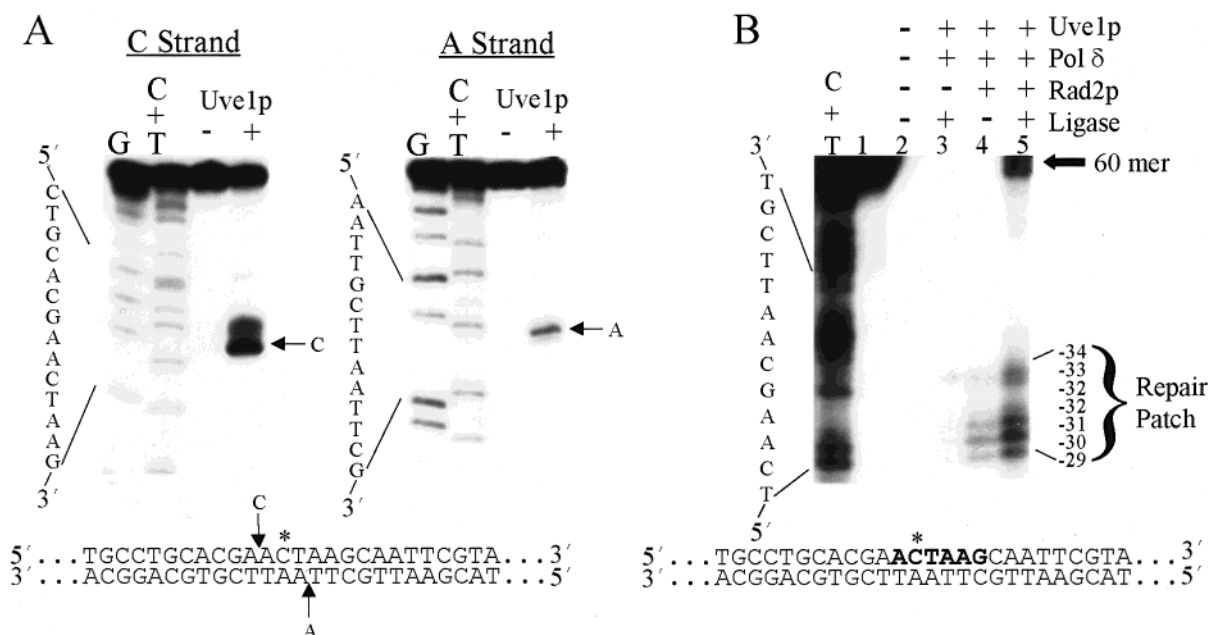 A
C Strand
G
C
+
T
Uve1p
- +
5′
C
T
G
C
A
C
G
A
A
C
T
A
A
G
3′
C
A Strand
G
C
+
T
Uve1p
- +
5′
A
A
T
T
G
C
T
T
A
A
T
T
C
G
3′
A
C
*
5′...TGCCTGCACGAACTAAGCAATTCGTA...3′
3′...ACGGACGTGCTTAATTCGTTAAGCAT...5′
A
B
- + + + Uve1p
- + + + Pol δ
- - + + Rad2p
- + - + Ligase
C
+
T 1 2 3 4 5
60 mer
3′
T
G
C
T
T
A
A
C
G
A
A
C
T
5′
-34
-33
-32
-32
-31
-30
-29
Repair
Patch
*
5′...TGCCTGCACGAACTAAGCAATTCGTA...3′
3′...ACGGACGTGCTTAATTCGTTAAGCAT...5′